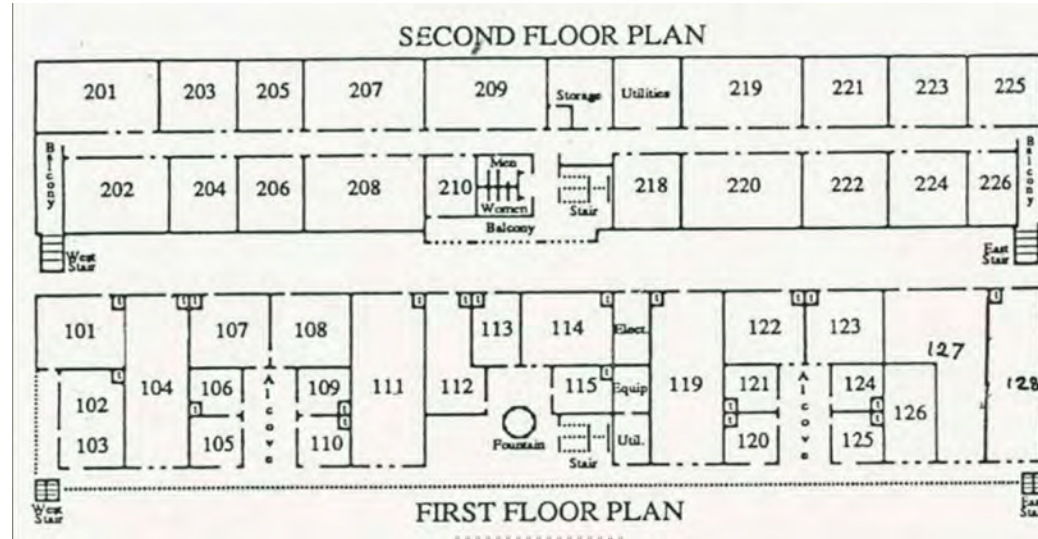 SECOND FLOOR PLAN
201 203 205 207 209 Storage Utilities 219 221 223 225
Balcony Balcony
202 204 206 208 210 Men 218 220 222 224 226
Women Stair
Balcony
West Stair East Stair
101 107 108 113 114 Elect. 122 123
127
104 106 109 111 112 115 Equip 119 121 124
128
102 Alcove Alcove
103 105 110 Fountain Util. 120 125 126
Stair
t t t t t t t t t t t t
t t t t t t t t
West Stair
FIRST FLOOR PLAN